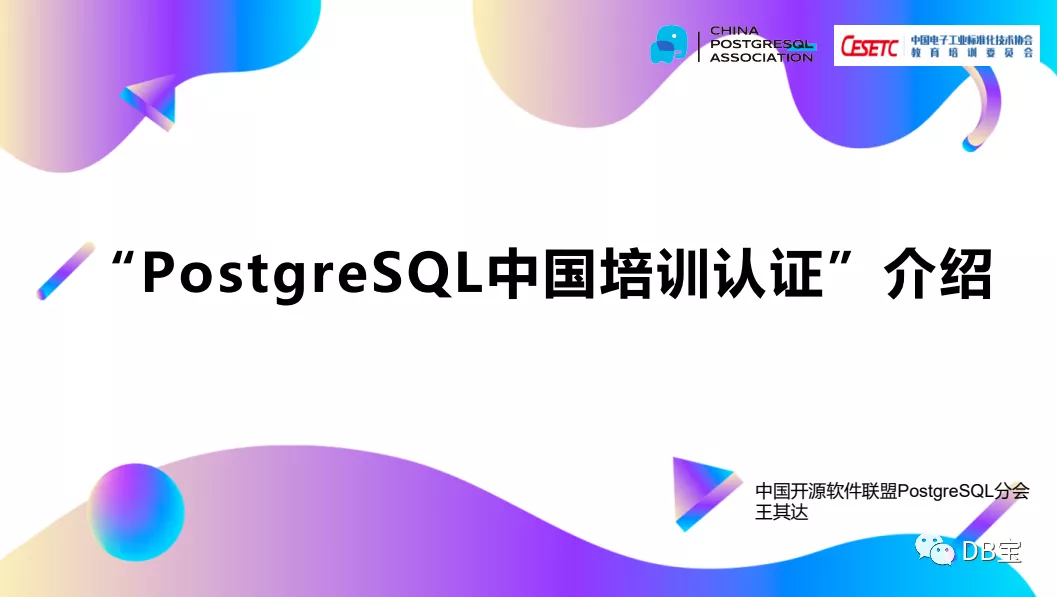 CHINA
POSTGRESQL
ASSOCIATION
CESETC
中国电子工业标准化技术协会
教育培训委员会
“PostgreSQL中国培训认证”介绍
中国开源软件联盟PostgreSQL分会
王其达
DB宝